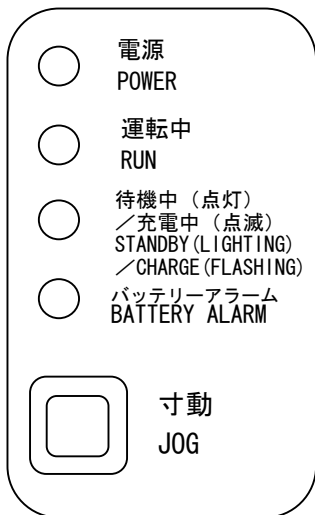 電源
POWER
運転中
RUN
待機中（点灯）
／充電中（点滅）
STANDBY(LIGHTING)
／CHARGE(FLASHING)
バッテリーアラーム
BATTERY ALARM
寸動
JOG